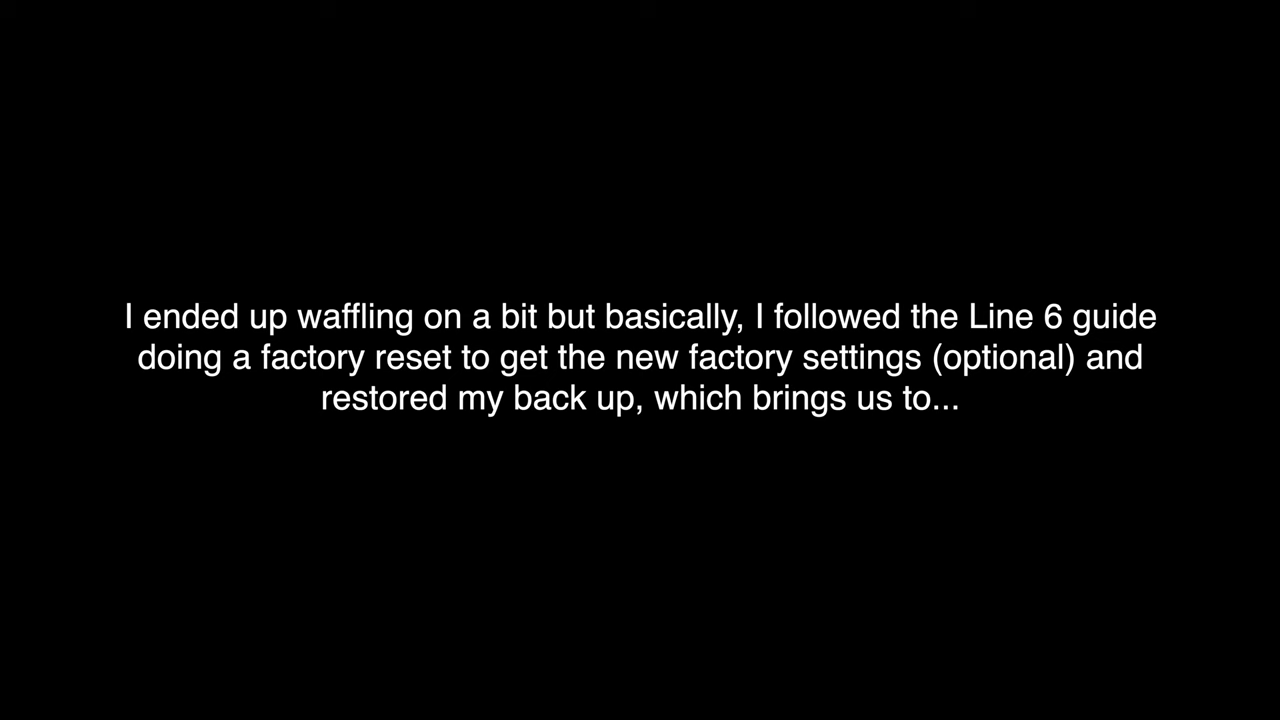 I ended up waffling on a bit but basically, I followed the Line 6 guide
doing a factory reset to get the new factory settings (optional) and
restored my back up, which brings us to...